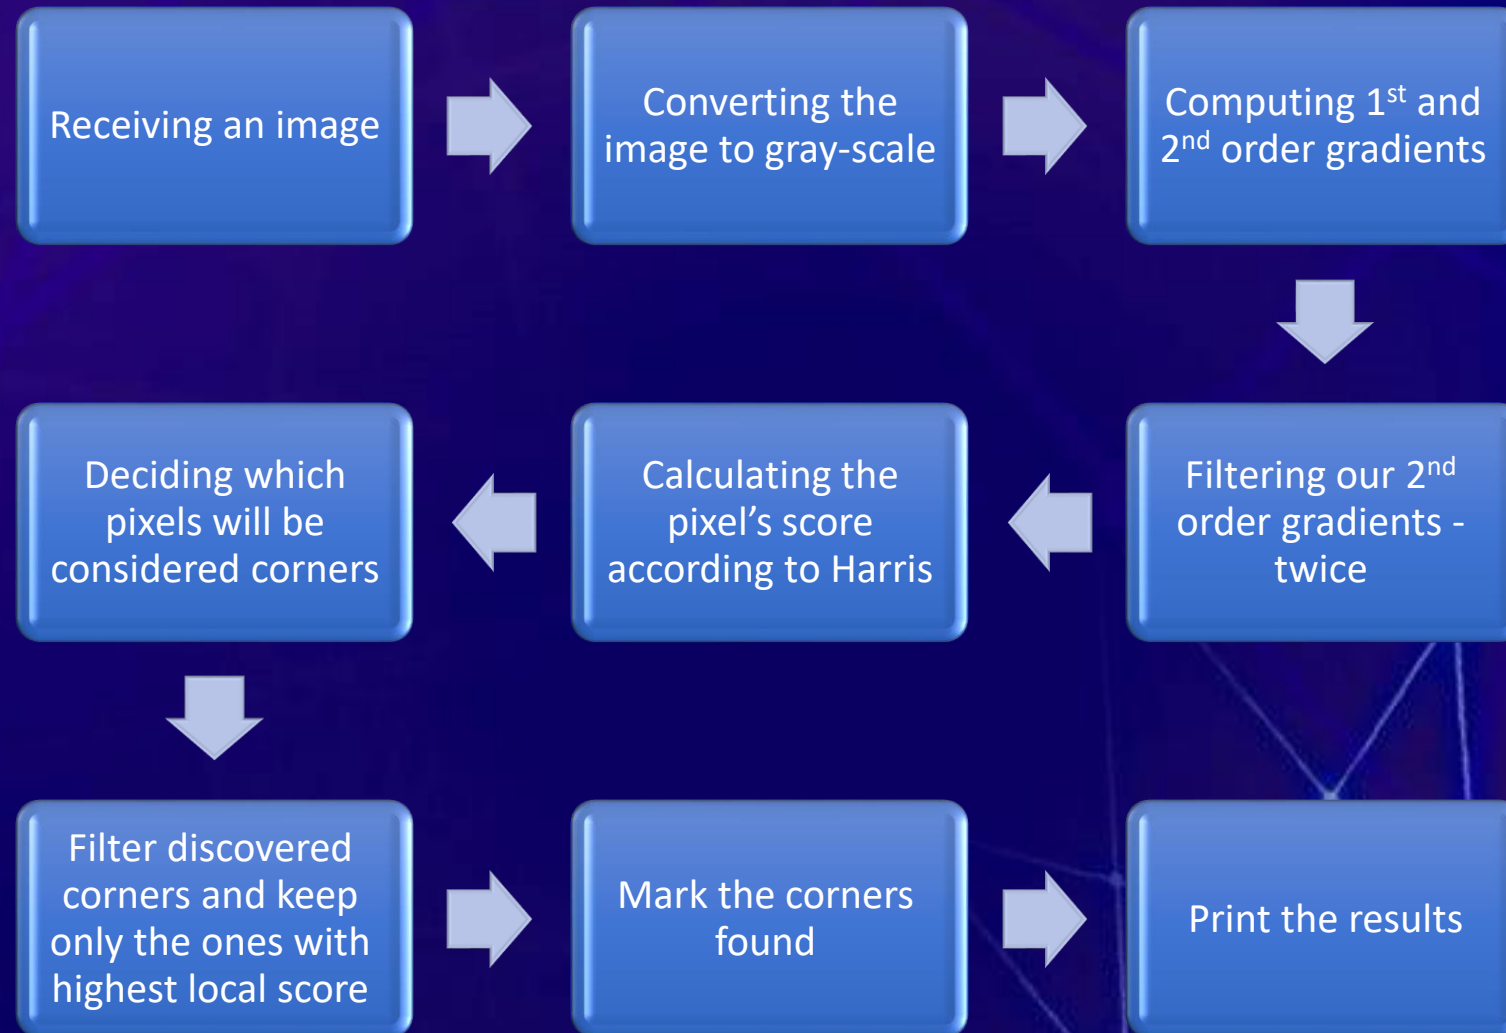 Receiving an image
Converting the
image to gray-scale
Computing 1st and
2nd order gradients
Filtering our 2nd
order gradients -
twice
Calculating the
pixel’s score
according to Harris
Deciding which
pixels will be
considered corners
Filter discovered
corners and keep
only the ones with
highest local score
Mark the corners
found
Print the results